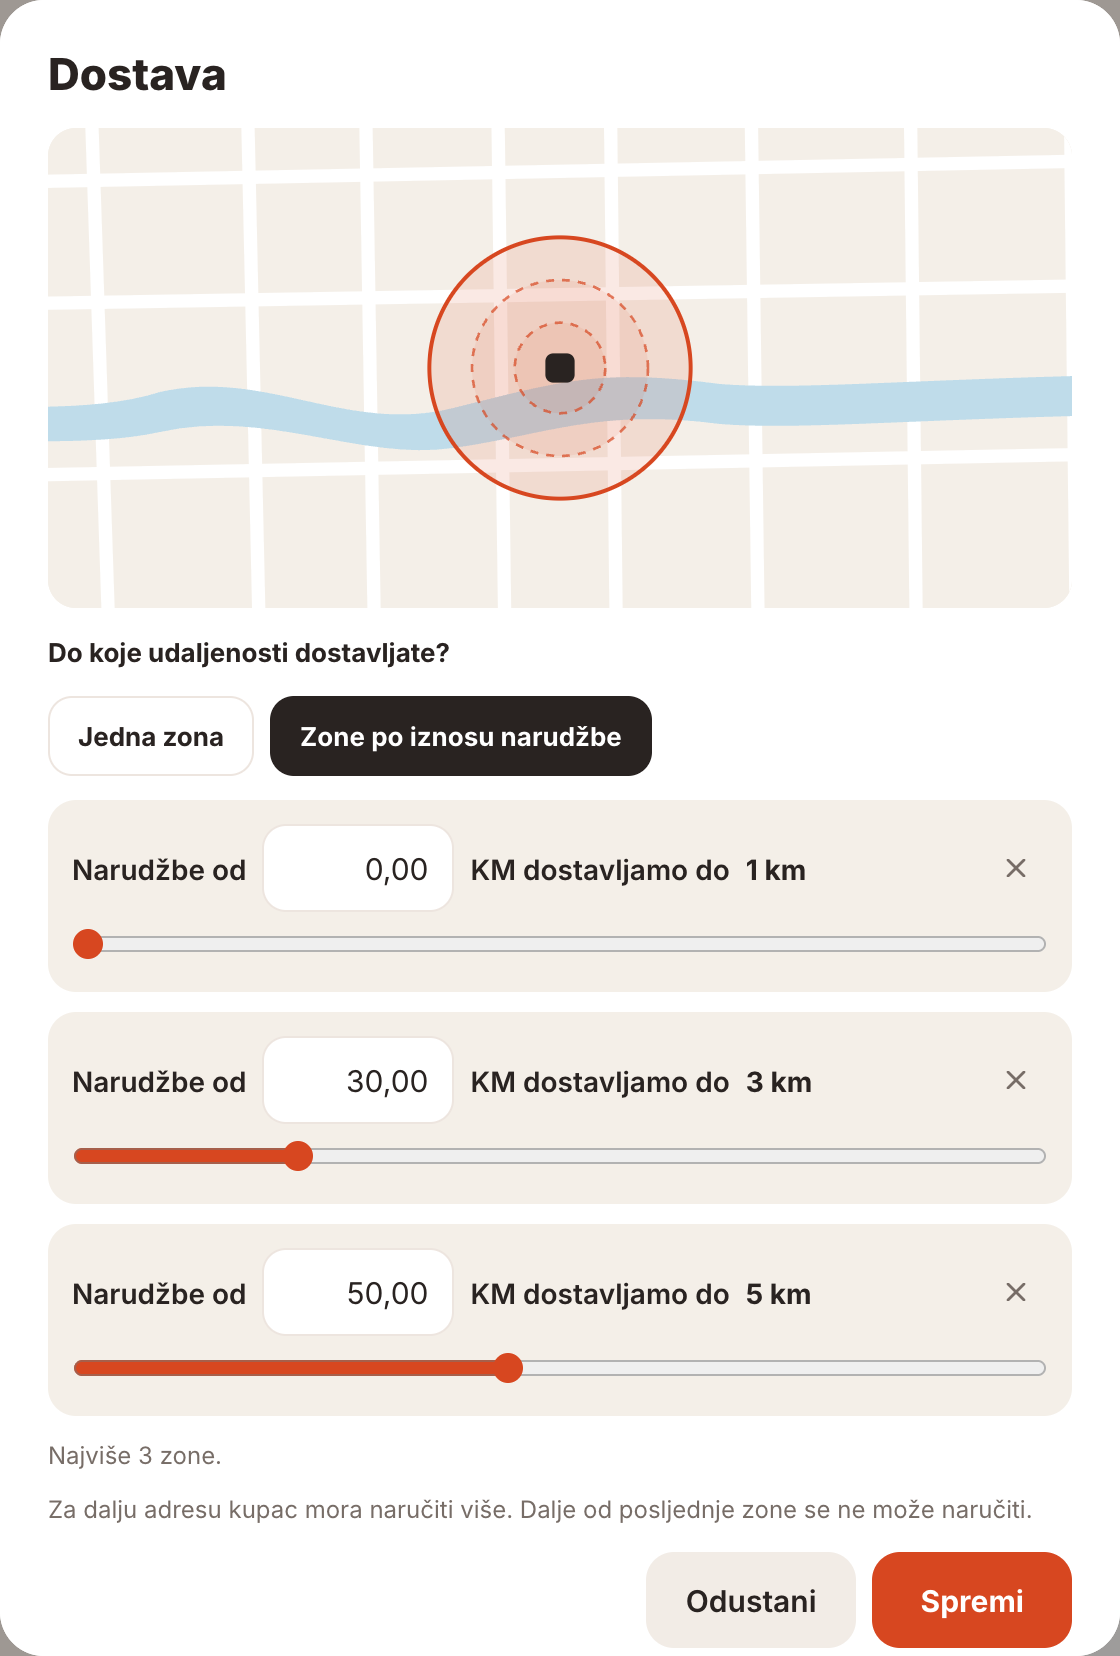 Dostava
Do koje udaljenosti dostavljate?
Jedna zona
Zone po iznosu narudžbe
Narudžbe od 0,00 KM dostavljamo do 1 km
Narudžbe od 30,00 KM dostavljamo do 3 km
Narudžbe od 50,00 KM dostavljamo do 5 km
Najviše 3 zone.
Za dalju adresu kupac mora naručiti više. Dalje od posljednje zone se ne može naručiti.
Odustani
Spremi